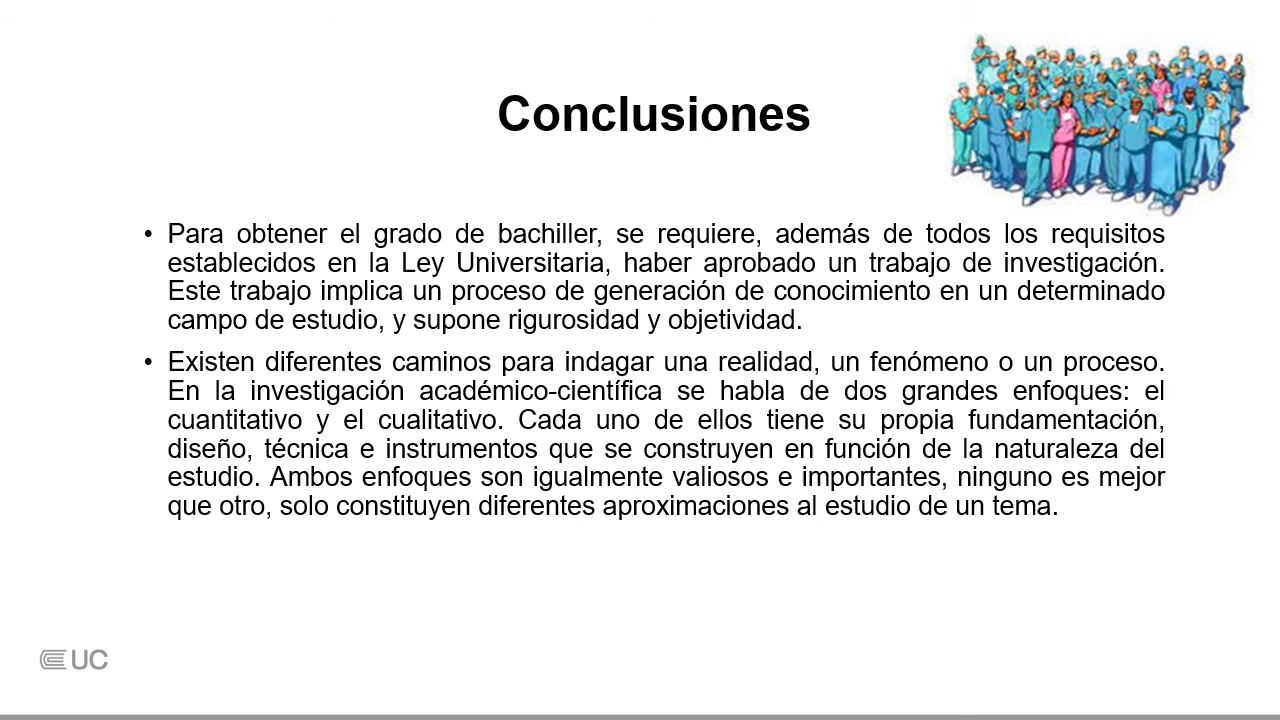 Conclusiones
• Para obtener el grado de bachiller, se requiere, además de todos los requisitos
establecidos en la Ley Universitaria, haber aprobado un trabajo de investigación.
Este trabajo implica un proceso de generación de conocimiento en un determinado
campo de estudio, y supone rigurosidad y objetividad.
• Existen diferentes caminos para indagar una realidad, un fenómeno o un proceso.
En la investigación académico-científica se habla de dos grandes enfoques: el
cuantitativo y el cualitativo. Cada uno de ellos tiene su propia fundamentación,
diseño, técnica e instrumentos que se construyen en función de la naturaleza del
estudio. Ambos enfoques son igualmente valiosos e importantes, ninguno es mejor
que otro, solo constituyen diferentes aproximaciones al estudio de un tema.
UC